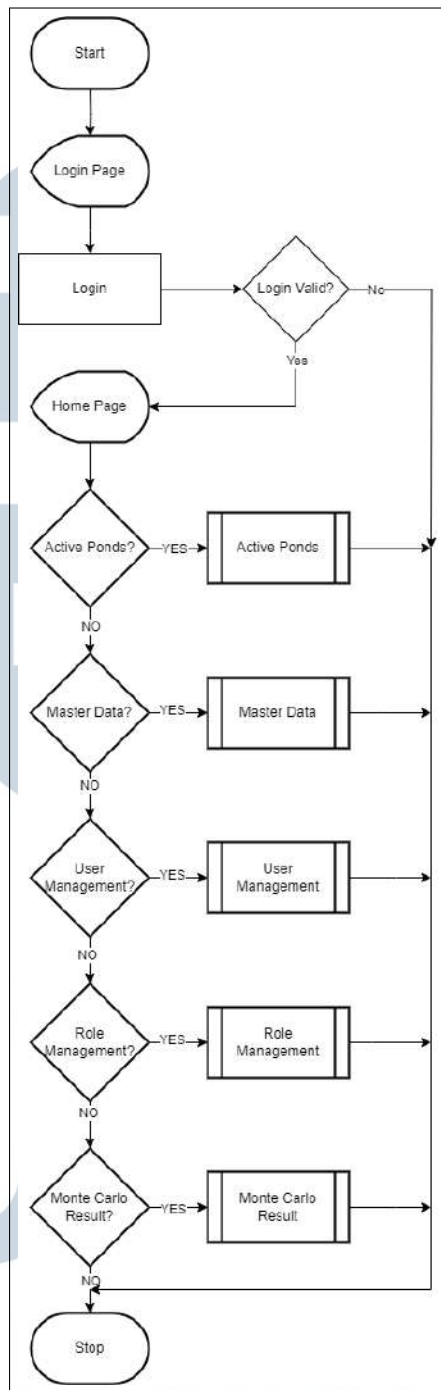 Start
Login Page
Login
Login Valid?
No
Yes
Home Page
Active Ponds?
YES
Active Ponds
NO
Master Data?
YES
Master Data
NO
User
Management?
YES
User
Management
NO
Role
Management?
YES
Role
Management
NO
Monte Carlo
Result?
YES
Monte Carlo
Result
NO
Stop